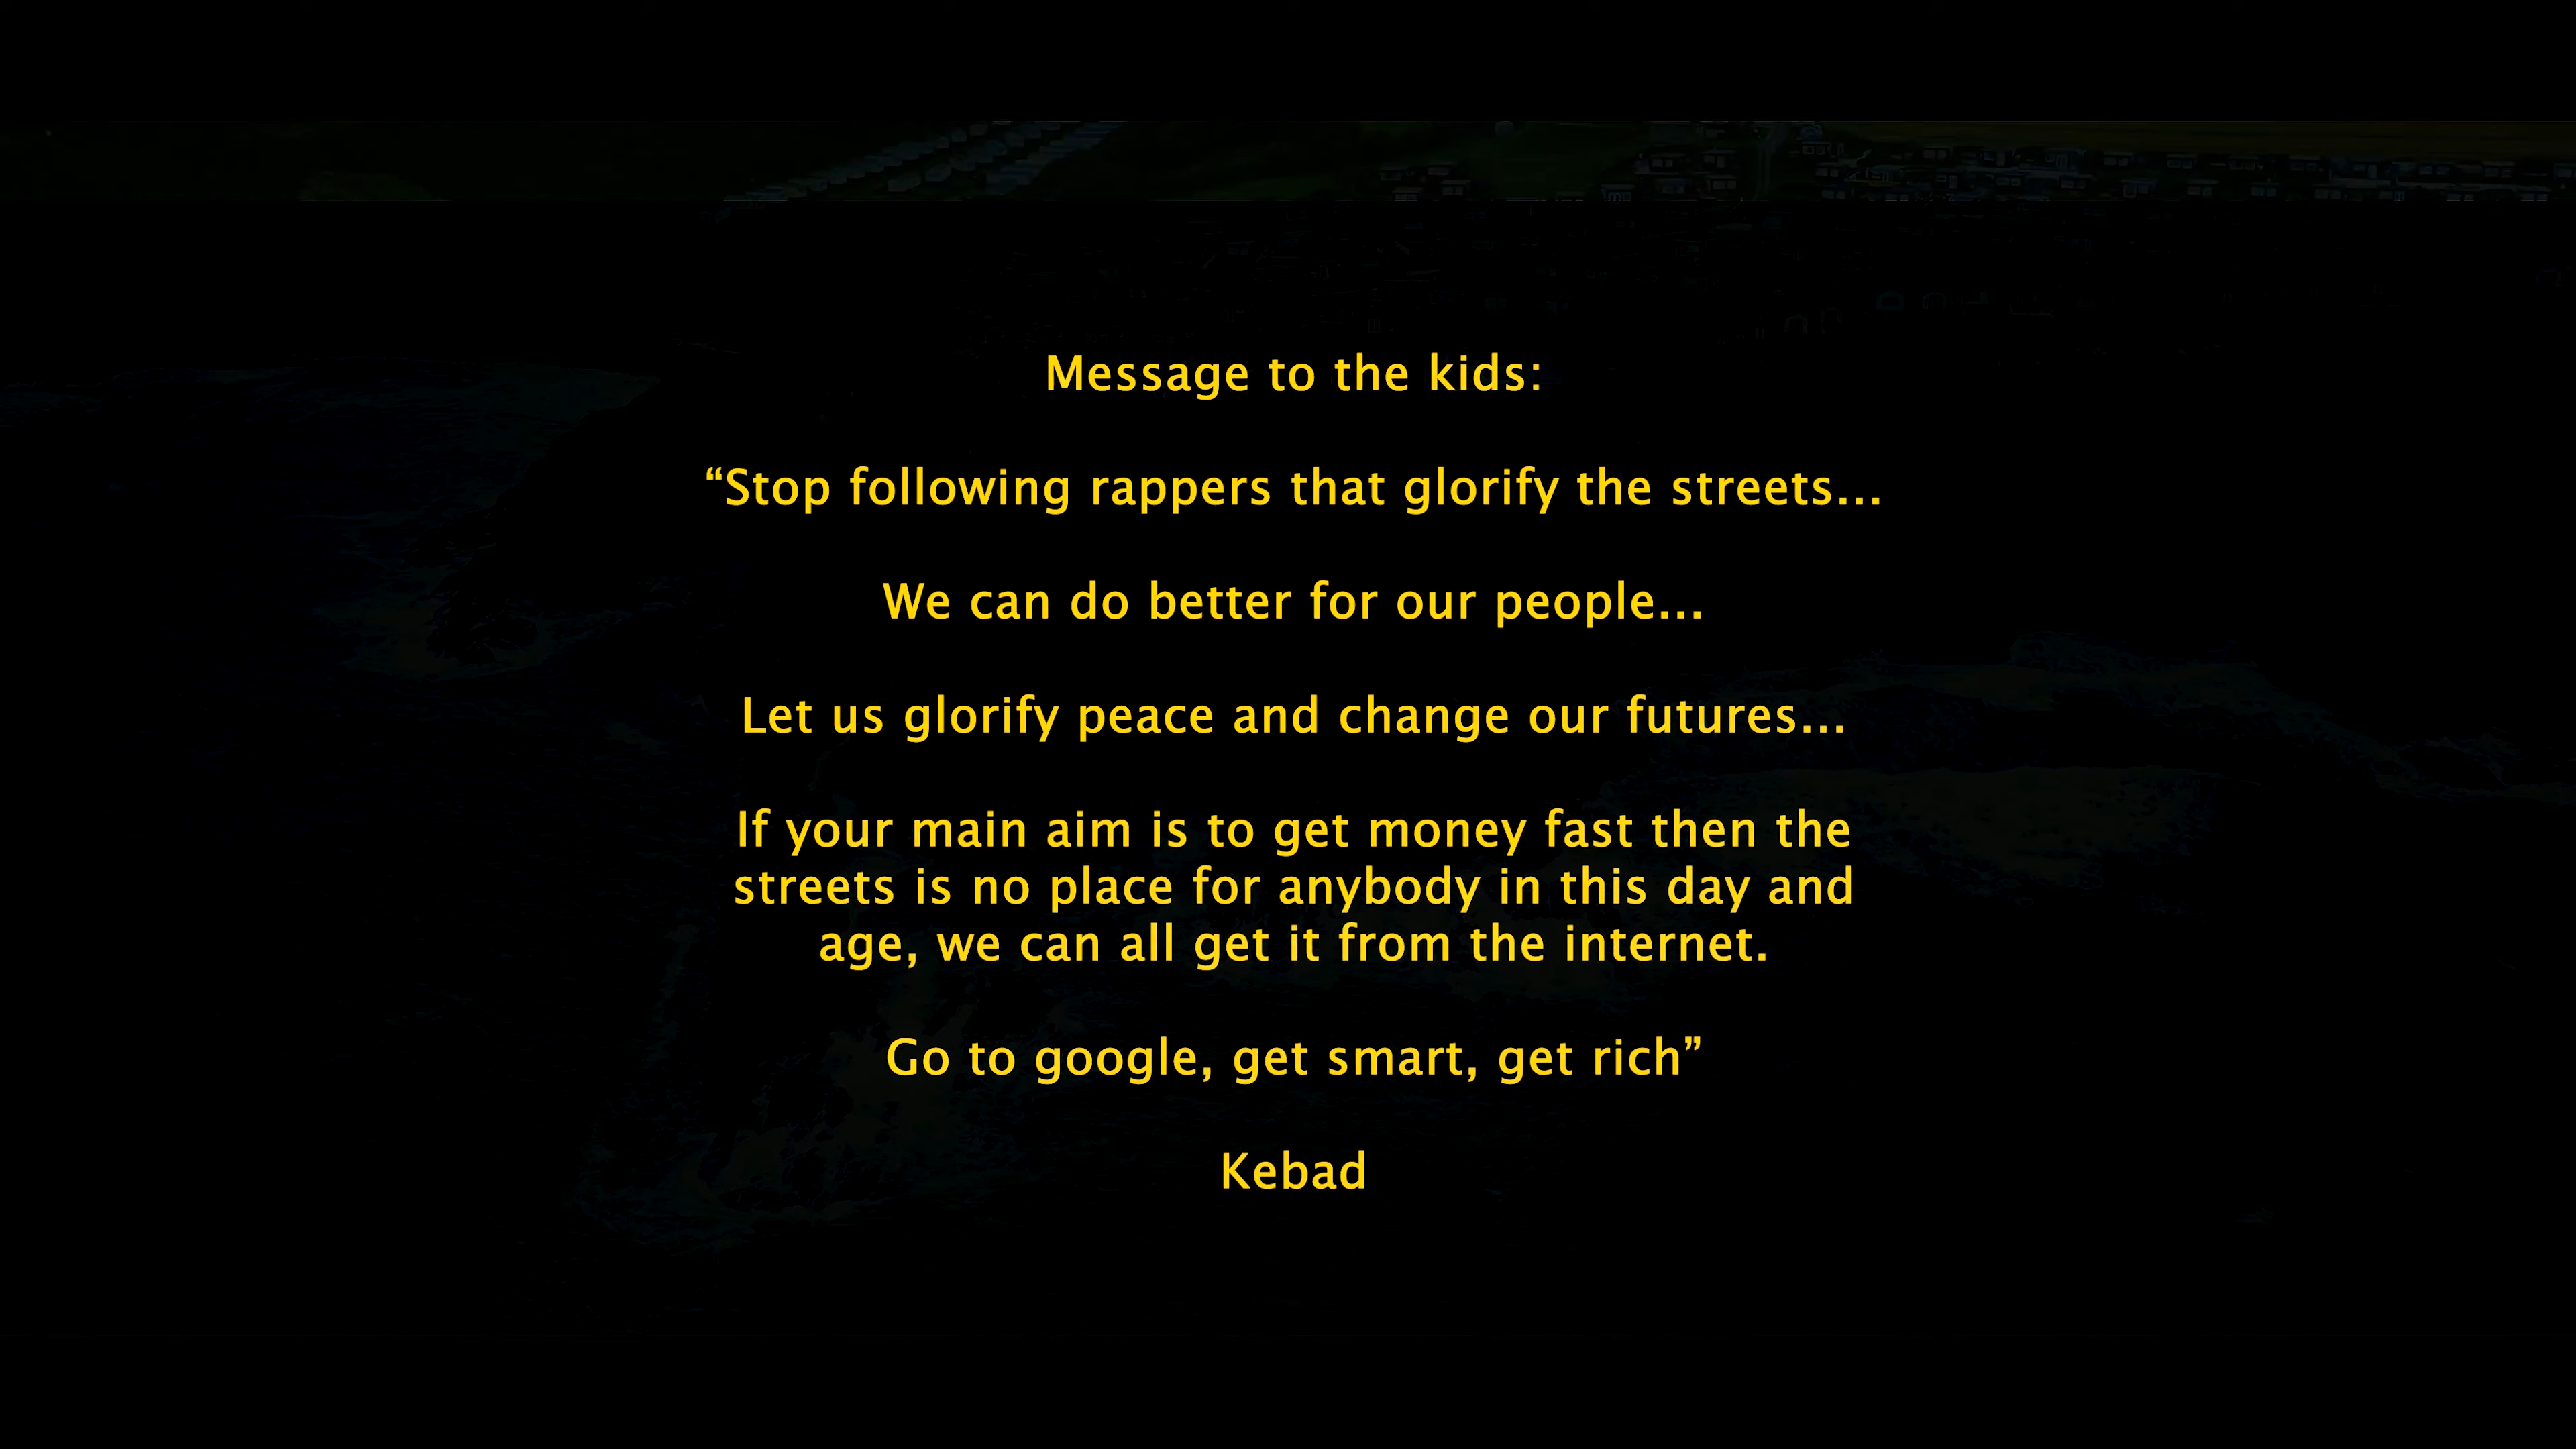 Message to the kids:
“Stop following rappers that glorify the streets...
We can do better for our people...
Let us glorify peace and change our futures...
If your main aim is to get money fast then the
streets is no place for anybody in this day and
age, we can all get it from the internet.
Go to google, get smart, get rich”
Kebad